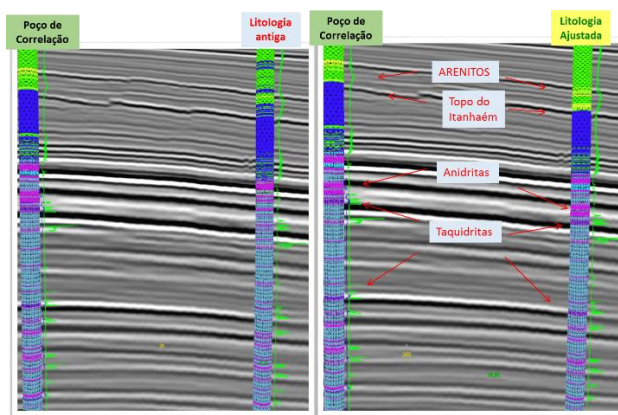 Poço de
Correlação
Litologia
antiga
Poço de
Correlação
Litologia
Ajustada
ARENITOS
Topo do
Itanhaém
Anidritas
Taquidritas